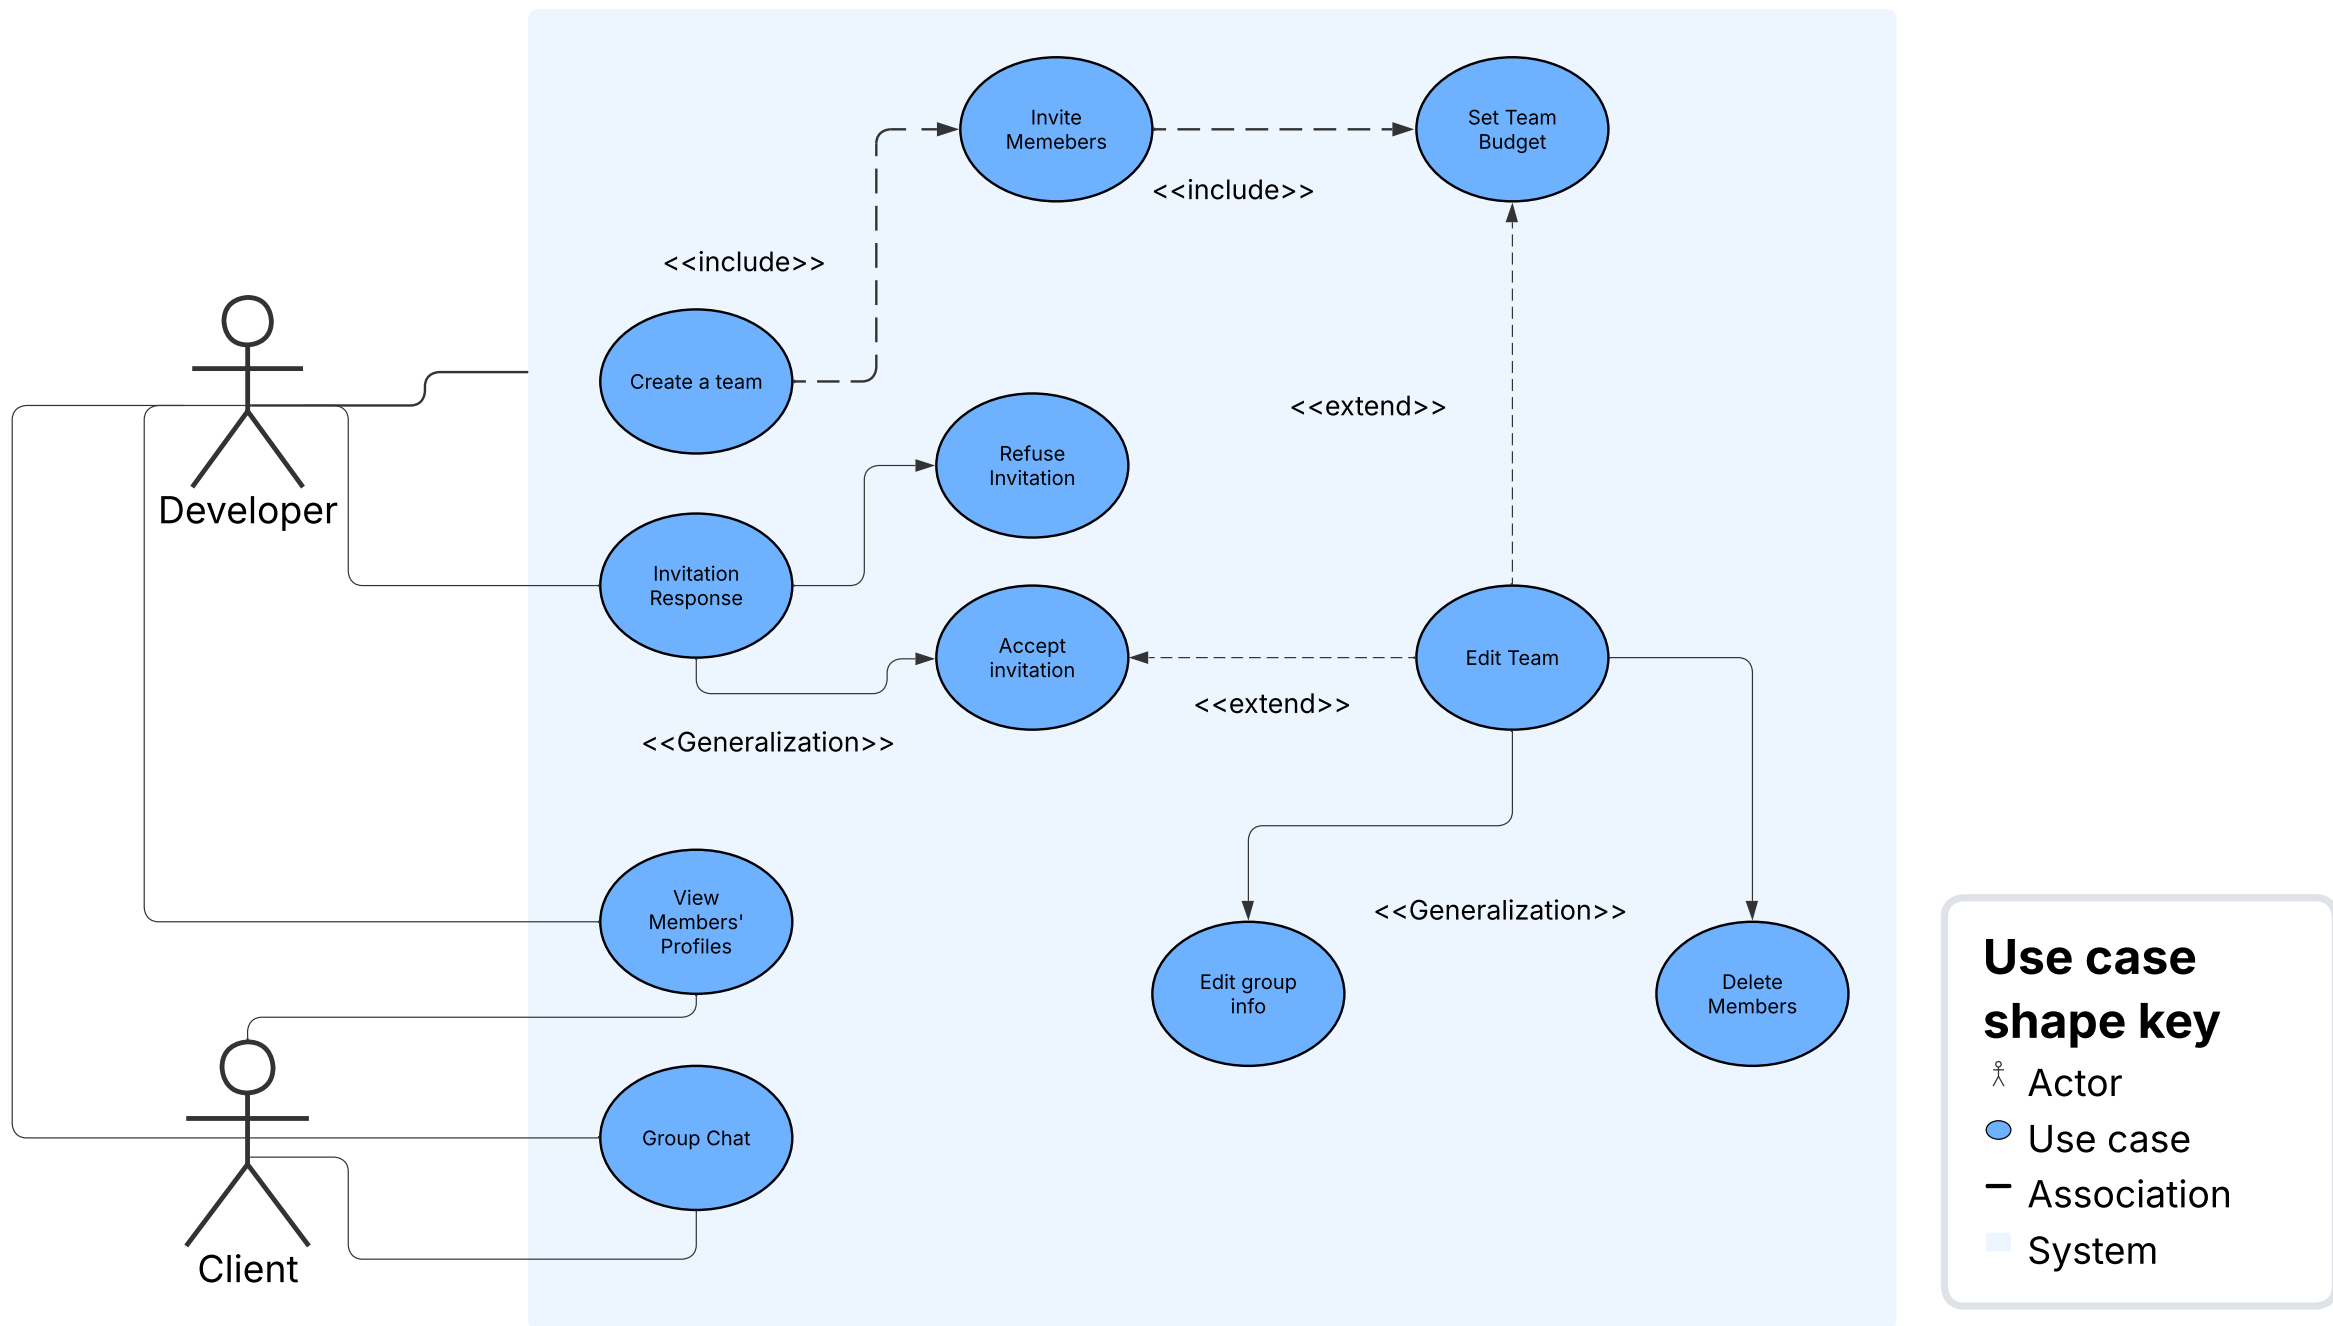 Invite
Memebers
Set Team
Budget
<<include>>
<<include>>
Create a team
<<extend>>
Refuse
Invitation
Developer
Invitation
Response
Accept
invitation
Edit Team
<<extend>>
<<Generalization>>
View
Members'
Profiles
<<Generalization>>
Edit group
info
Delete
Members
Group Chat
Client
Use case
shape key
Actor
Use case
Association
System